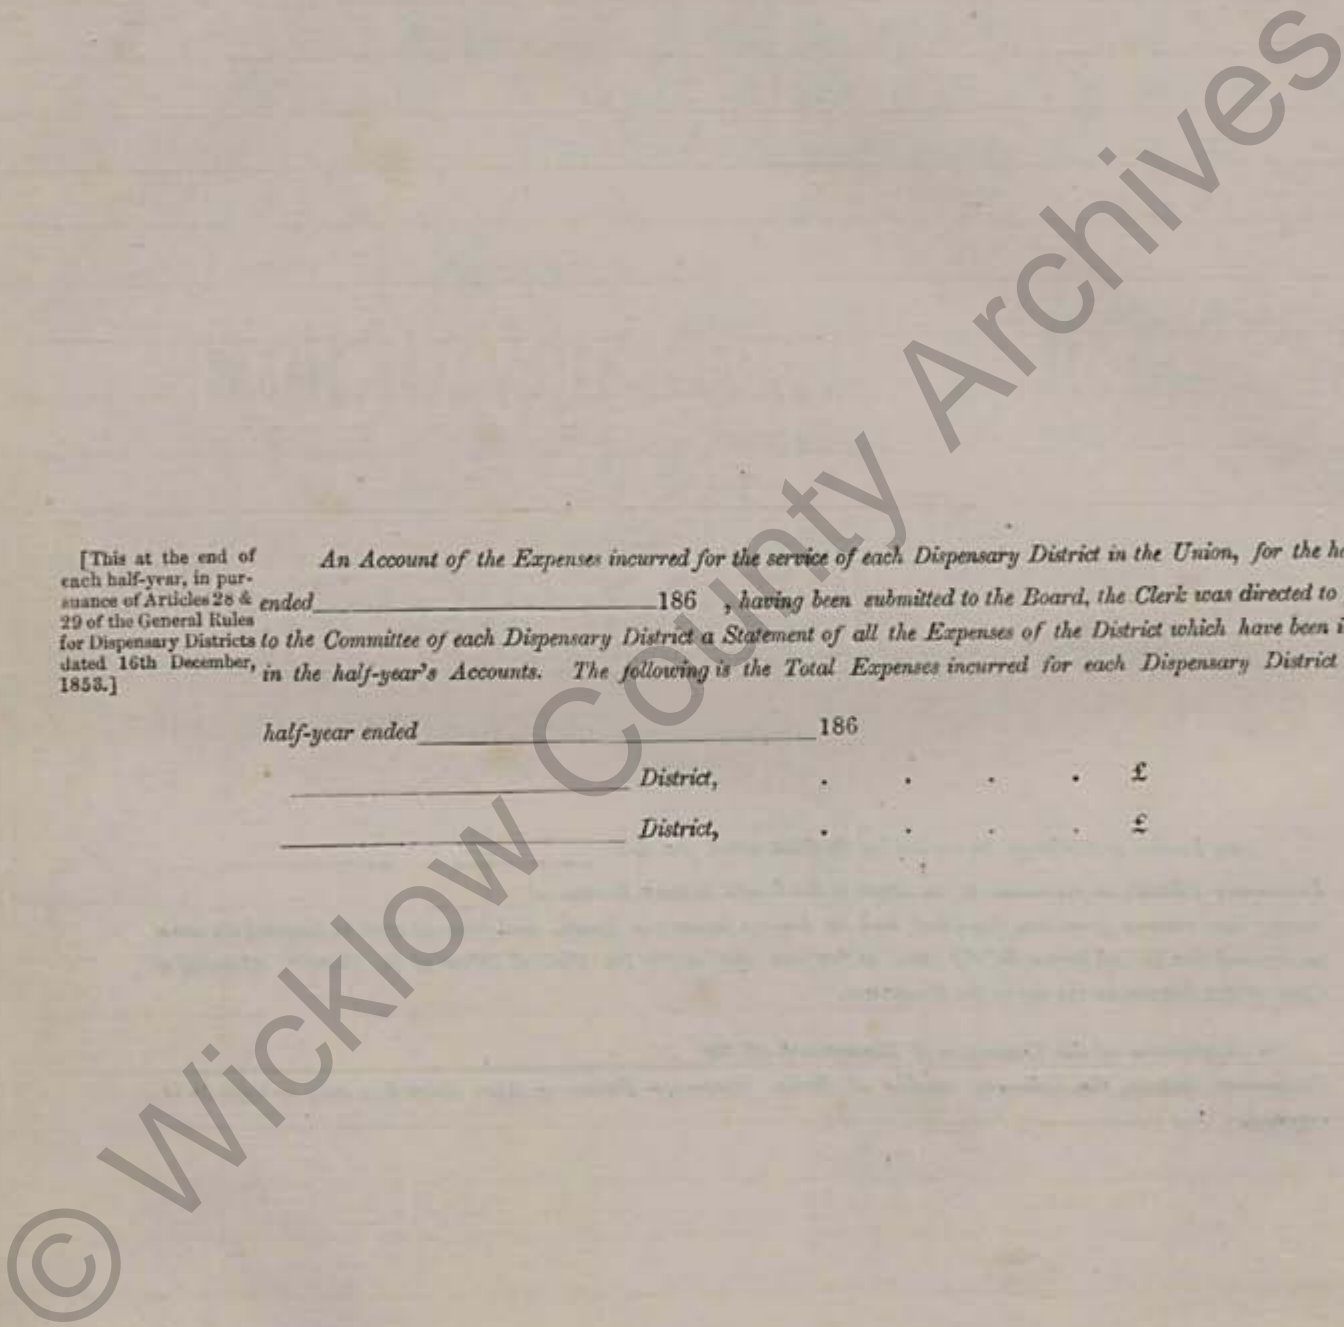 [This at the end of
each half-year, in pur-
suance of Articles 28 &
29 of the General Rules
for Dispensary Districts
dated 16th December,
1853.]
An Account of the Expenses incurred for the service of each Dispensary District in the Union, for the
ended 186 , having been submitted to the Board, the Clerk was directed to
to the Committee of each Dispensary District a Statement of all the Expenses of the District which have been
in the half-year's Accounts. The following is the Total Expenses incurred for each Dispensary District
half-year ended 186
District, . . . . £
District, . . . . £
© Wicklow County Archives